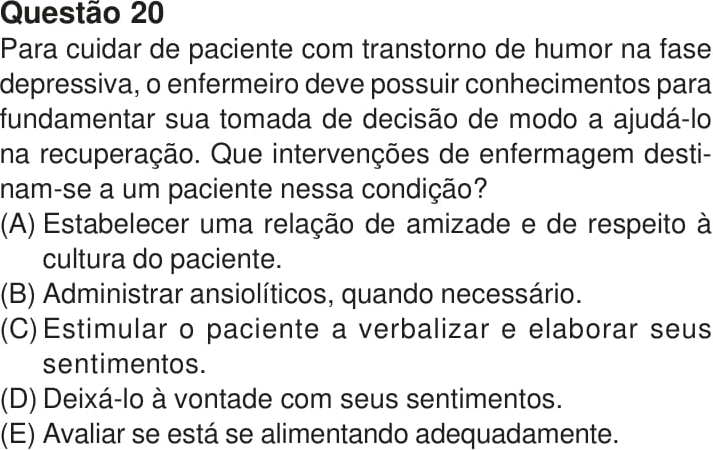 Questão 20
Para cuidar de paciente com transtorno de humor na fase
depressiva, o enfermeiro deve possuir conhecimentos para
fundamentar sua tomada de decisão de modo a ajudá-lo
na recuperação. Que intervenções de enfermagem desti-
nam-se a um paciente nessa condição?
(A) Estabelecer uma relação de amizade e de respeito à
cultura do paciente.
(B) Administrar ansiolíticos, quando necessário.
(C) Estimular o paciente a verbalizar e elaborar seus
sentimentos.
(D) Deixá-lo à vontade com seus sentimentos.
(E) Avaliar se está se alimentando adequadamente.